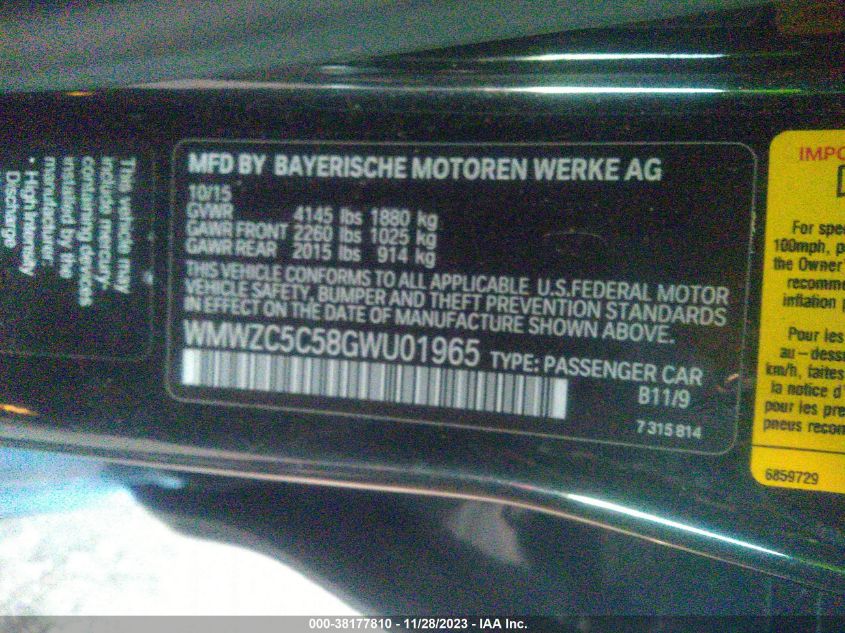 This vehicle may
include mercury-
containing devices
installed by the
manufacturer:
• High Intensity
Discharge
MFD BY BAYERISCHE MOTOREN WERKE AG
10/15
GVWR 4145 lbs 1880 kg
GAWR FRONT 2260 lbs 1025 kg
GAWR REAR 2015 lbs 914 kg
THIS VEHICLE CONFORMS TO ALL APPLICABLE U.S.FEDERAL MOTOR
VEHICLE SAFETY, BUMPER AND THEFT PREVENTION STANDARDS
IN EFFECT ON THE DATE OF MANUFACTURE SHOWN ABOVE.
WMWZC5C58GWU01965 TYPE: PASSENGER CAR
B11/9
7315814
IMPO
For spe
100mph, p
the Owner
recomme
inflation
Pour les
au-dess
km/h, faites
la notice d'
pour les pre
pneus recom
6859729
000-38177810 - 11/28/2023 - IAA Inc.